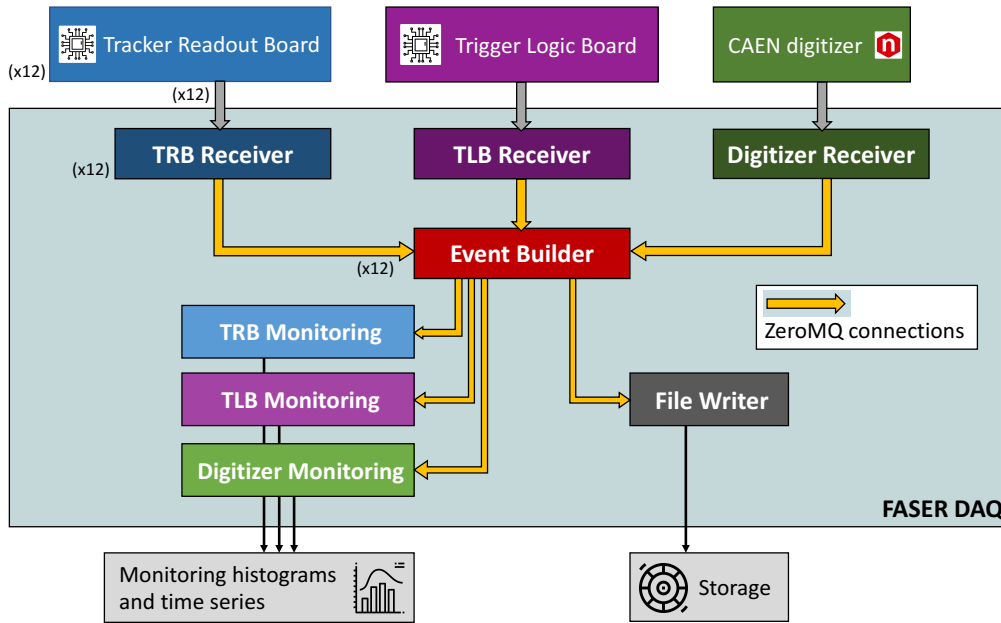 Tracker Readout Board
Trigger Logic Board
CAEN digitizer
n
(x12)
(x12)
TRB Receiver
TLB Receiver
Digitizer Receiver
(x12)
Event Builder
(x12)
TRB Monitoring
ZeroMQ connections
TLB Monitoring
File Writer
Digitizer Monitoring
FASER DAQ
Monitoring histograms
and time series
Storage